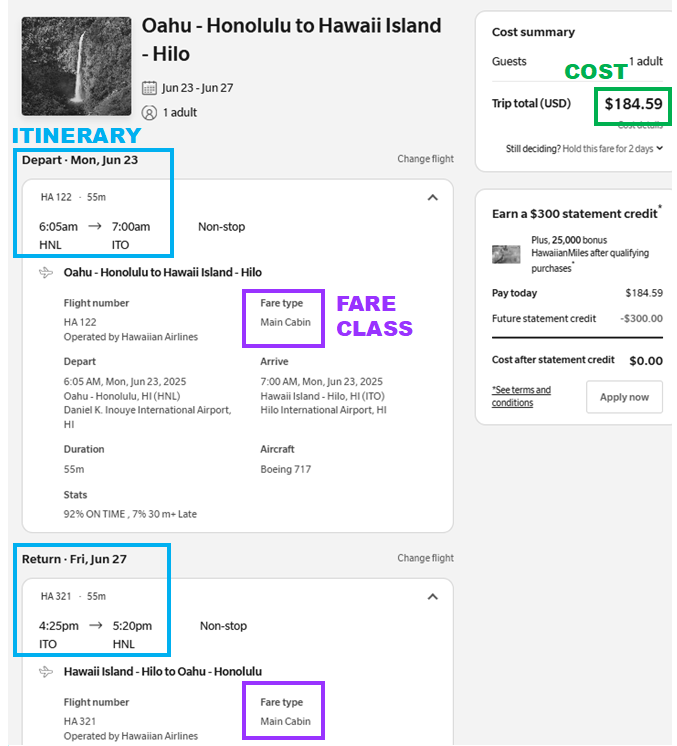 Oahu - Honolulu to Hawaii Island
- Hilo
Jun 23 - Jun 27
1 adult
ITINERARY
Depart · Mon, Jun 23
Change flight
HA 122 · 55m
6:05am → 7:00am
Non-stop
HNL ITO
Oahu - Honolulu to Hawaii Island - Hilo
Flight number
HA 122
Operated by Hawaiian Airlines
Fare type
Main Cabin
FARE
CLASS
Depart
6:05 AM, Mon, Jun 23, 2025
Oahu - Honolulu, HI (HNL)
Daniel K. Inouye International Airport,
HI
Arrive
7:00 AM, Mon, Jun 23, 2025
Hawaii Island - Hilo, HI (ITO)
Hilo International Airport, HI
Duration
55m
Aircraft
Boeing 717
Stats
92% ON TIME , 7% 30 m+ Late
Return · Fri, Jun 27
Change flight
HA 321 · 55m
4:25pm → 5:20pm
Non-stop
ITO HNL
Hawaii Island - Hilo to Oahu - Honolulu
Flight number
HA 321
Operated by Hawaiian Airlines
Fare type
Main Cabin
Cost summary
Guests 1 adult
COST
Trip total (USD) $184.59
Cost details
Still deciding? Hold this fare for 2 days
Earn a $300 statement credit*
Plus, 25,000 bonus
HawaiianMiles after qualifying
purchases*
Pay today $184.59
Future statement credit -$300.00
Cost after statement credit $0.00
*See terms and
conditions
Apply now